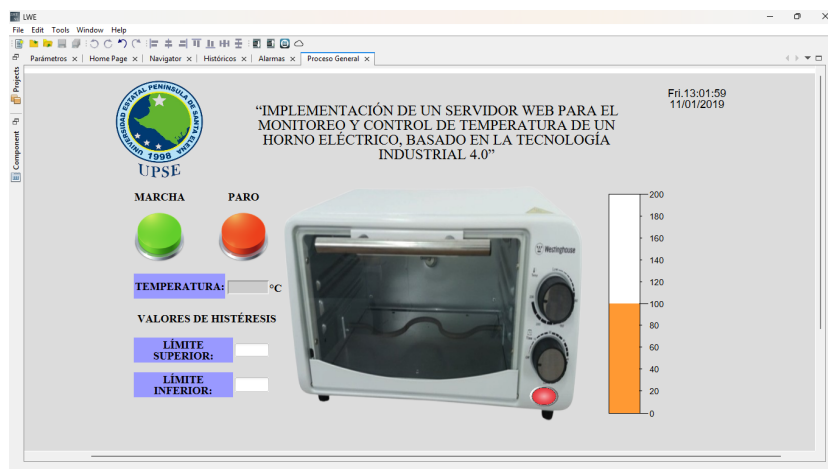 LWE
File Edit Tools Window Help
Parámetros Home Page Navigator Históricos Alarmas Proceso General
Projects
Component
UNIVERSIDAD ESTATAL PENINSULA DE SANTA ELENA
1998
UPSE
“IMPLEMENTACIÓN DE UN SERVIDOR WEB PARA EL
MONITOREO Y CONTROL DE TEMPERATURA DE UN
HORNO ELÉCTRICO, BASADO EN LA TECNOLOGÍA
INDUSTRIAL 4.0”
Fri.13:01:59
11/01/2019
MARCHA PARO
TEMPERATURA: °C
VALORES DE HISTÉRESIS
LÍMITE
SUPERIOR:
LÍMITE
INFERIOR:
Westinghouse
200
180
160
140
120
100
80
60
40
20
0